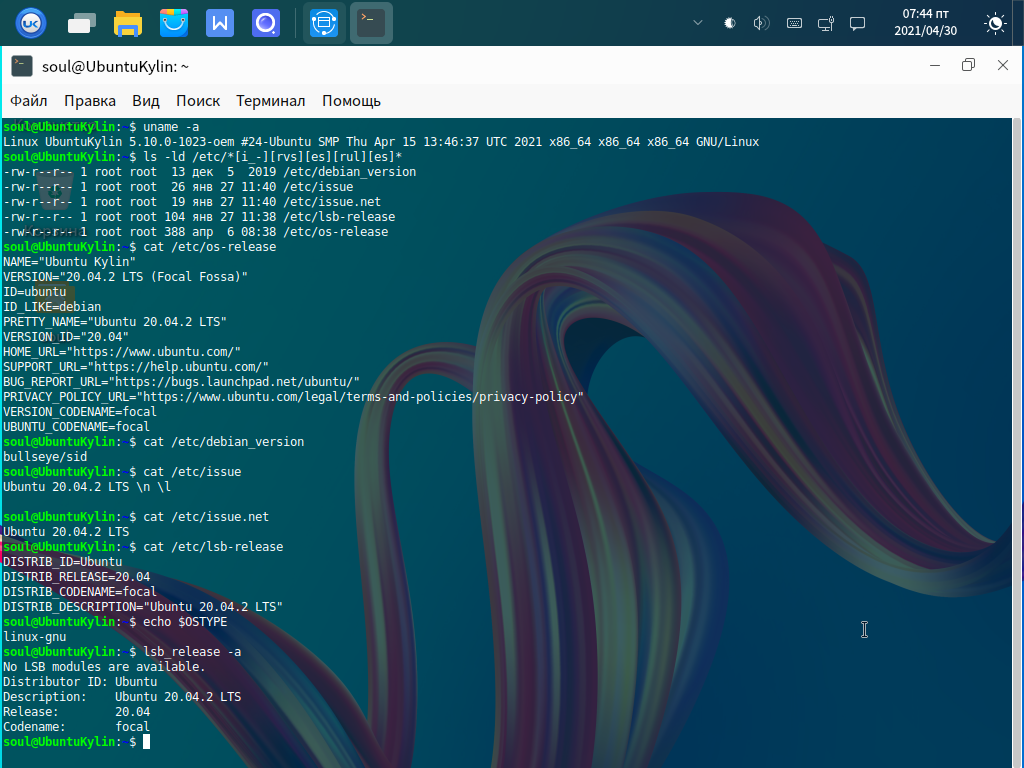 07:44 пт
2021/04/30
soul@UbuntuKylin: ~
Файл Правка Вид Поиск Терминал Помощь
soul@UbuntuKylin:~$ uname -a
Linux UbuntuKylin 5.10.0-1023-oem #24-Ubuntu SMP Thu Apr 15 13:46:37 UTC 2021 x86_64 x86_64 x86_64 GNU/Linux
soul@UbuntuKylin:~$ ls -ld /etc/*[i_-][rvs][es][rul][es]*
-rw-r--r-- 1 root root  13 дек  5  2019 /etc/debian_version
-rw-r--r-- 1 root root  26 янв 27 11:40 /etc/issue
-rw-r--r-- 1 root root  19 янв 27 11:40 /etc/issue.net
-rw-r--r-- 1 root root 104 янв 27 11:38 /etc/lsb-release
-rw-r--r-- 1 root root 388 апр  6 08:38 /etc/os-release
soul@UbuntuKylin:~$ cat /etc/os-release
NAME="Ubuntu Kylin"
VERSION="20.04.2 LTS (Focal Fossa)"
ID=ubuntu
ID_LIKE=debian
PRETTY_NAME="Ubuntu 20.04.2 LTS"
VERSION_ID="20.04"
HOME_URL="https://www.ubuntu.com/"
SUPPORT_URL="https://help.ubuntu.com/"
BUG_REPORT_URL="https://bugs.launchpad.net/ubuntu/"
PRIVACY_POLICY_URL="https://www.ubuntu.com/legal/terms-and-policies/privacy-policy"
VERSION_CODENAME=focal
UBUNTU_CODENAME=focal
soul@UbuntuKylin:~$ cat /etc/debian_version
bullseye/sid
soul@UbuntuKylin:~$ cat /etc/issue
Ubuntu 20.04.2 LTS \n \l

soul@UbuntuKylin:~$ cat /etc/issue.net
Ubuntu 20.04.2 LTS
soul@UbuntuKylin:~$ cat /etc/lsb-release
DISTRIB_ID=Ubuntu
DISTRIB_RELEASE=20.04
DISTRIB_CODENAME=focal
DISTRIB_DESCRIPTION="Ubuntu 20.04.2 LTS"
soul@UbuntuKylin:~$ echo $OSTYPE
linux-gnu
soul@UbuntuKylin:~$ lsb_release -a
No LSB modules are available.
Distributor ID: Ubuntu
Description:    Ubuntu 20.04.2 LTS
Release:        20.04
Codename:       focal
soul@UbuntuKylin:~$